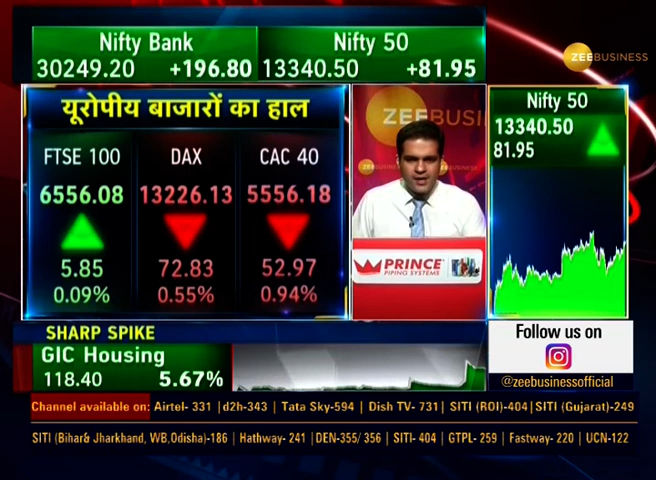 Nifty Bank
30249.20 +196.80
Nifty 50
13340.50 +81.95
ZEEBUSINESS
यूरोपीय बाजारों का हाल
FTSE 100 DAX CAC 40
6556.08 13226.13 5556.18
5.85 72.83 52.97
0.09% 0.55% 0.94%
ZEEBUSIN
PRINCE
PIPING SYSTEMS
Nifty 50
13340.50
81.95
SHARP SPIKE
GIC Housing
118.40 5.67%
Follow us on
@zeebusinessofficial
Channel available on: Airtel- 331 |d2h-343 | Tata Sky-594 | Dish TV- 731| SITI (ROI)-404| SITI (Gujarat)-249
SITI (Bihar& Jharkhand, WB,Odisha)-186 | Hathway- 241 |DEN-355/ 356 | SITI- 404 | GTPL- 259 | Fastway- 220 | UCN-122